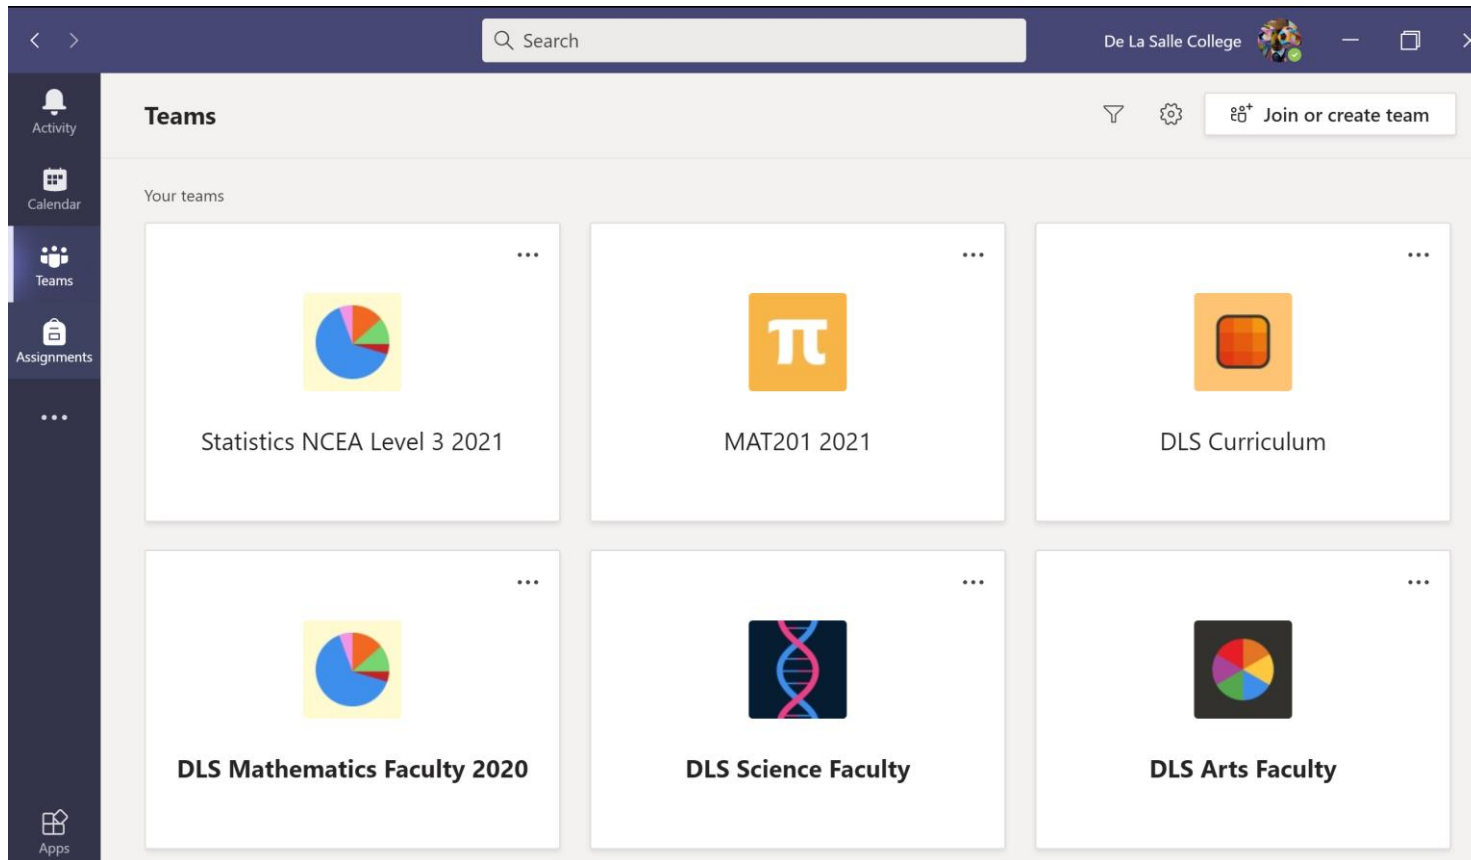 Search
De La Salle College
Activity
Calendar
Teams
Assignments
Apps
Teams
Join or create team
Your teams
Statistics NCEA Level 3 2021
π
MAT201 2021
DLS Curriculum
DLS Mathematics Faculty 2020
DLS Science Faculty
DLS Arts Faculty